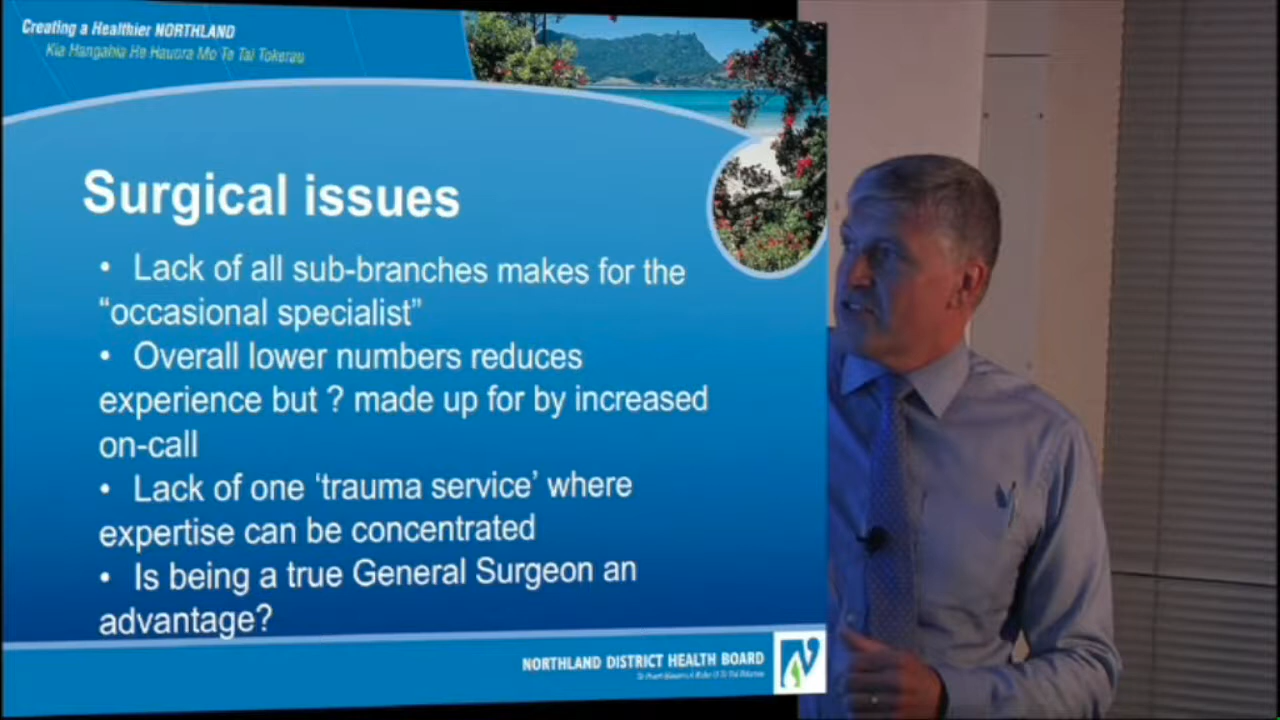 Creating a Healthier NORTHLAND
Kia Hangahia He Hauora Mo Te Tai Tokerau
Surgical issues
• Lack of all sub-branches makes for the
“occasional specialist”
• Overall lower numbers reduces
experience but ? made up for by increased
on-call
• Lack of one ‘trauma service’ where
expertise can be concentrated
• Is being a true General Surgeon an
advantage?
NORTHLAND DISTRICT HEALTH BOARD